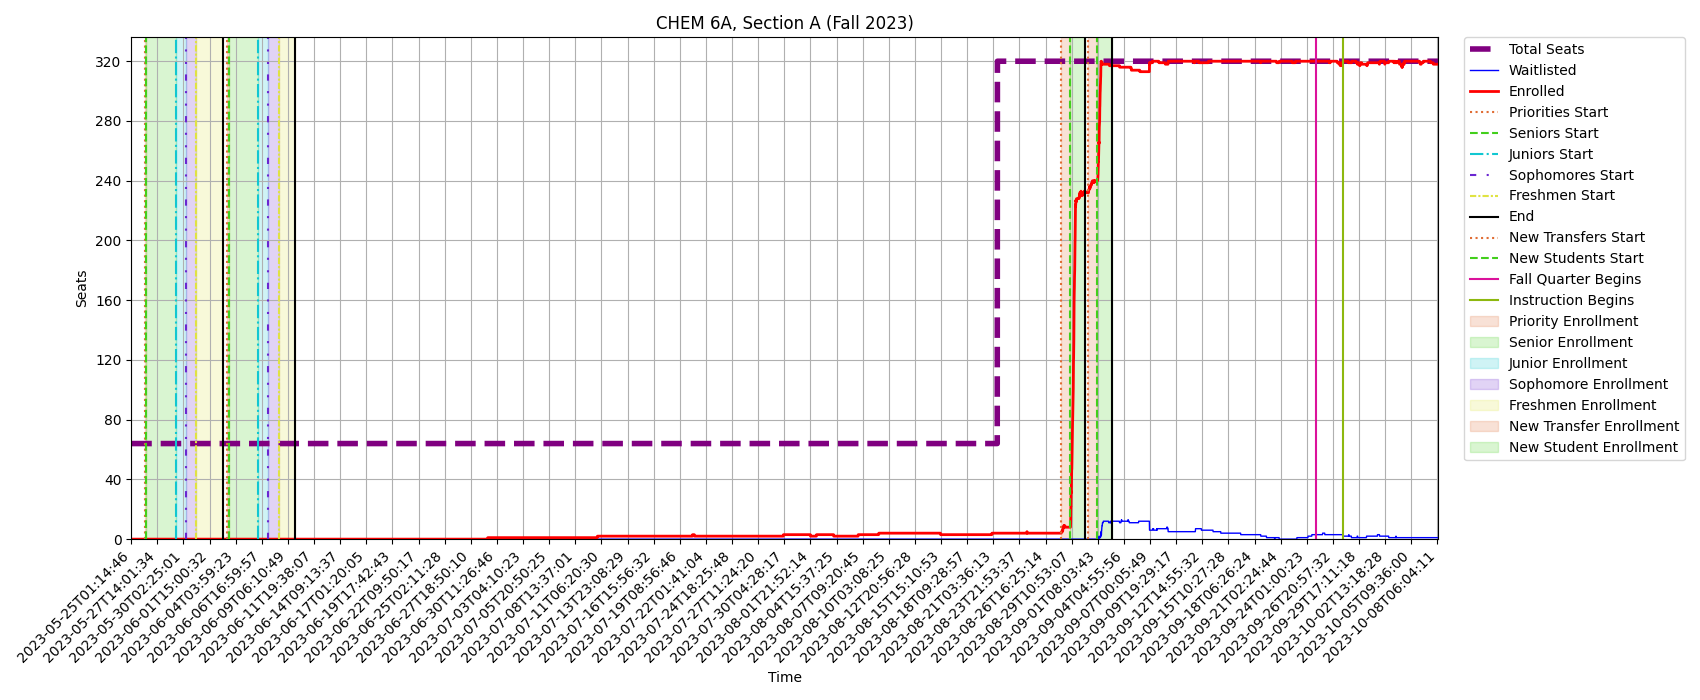 CHEM 6A, Section A (Fall 2023)
Seats
320
280
240
200
160
120
80
40
0
2023-05-25T01:14:46
2023-05-27T14:01:34
2023-05-30T02:25:01
2023-06-01T15:00:32
2023-06-04T03:59:23
2023-06-06T16:59:57
2023-06-09T06:10:49
2023-06-11T19:38:07
2023-06-14T09:13:37
2023-06-17T01:20:05
2023-06-19T17:42:43
2023-06-22T09:50:17
2023-06-25T02:11:28
2023-06-27T18:50:10
2023-06-30T11:26:46
2023-07-03T04:10:23
2023-07-05T20:50:25
2023-07-08T13:37:01
2023-07-11T06:20:30
2023-07-13T23:08:29
2023-07-16T15:56:32
2023-07-19T08:56:46
2023-07-22T01:41:04
2023-07-24T18:25:48
2023-07-27T11:24:20
2023-07-30T04:28:17
2023-08-01T21:52:14
2023-08-04T15:37:25
2023-08-07T09:20:45
2023-08-10T03:08:25
2023-08-12T20:56:28
2023-08-15T15:10:53
2023-08-18T09:28:57
2023-08-21T03:36:13
2023-08-23T21:53:37
2023-08-26T16:25:14
2023-08-29T10:53:07
2023-09-01T08:03:43
2023-09-04T04:55:56
2023-09-07T00:05:49
2023-09-09T19:29:17
2023-09-12T14:55:32
2023-09-15T10:27:28
2023-09-18T06:26:24
2023-09-21T02:24:44
2023-09-24T01:00:23
2023-09-26T20:57:32
2023-09-29T17:11:18
2023-10-02T13:18:28
2023-10-05T09:36:00
2023-10-08T06:04:11
Time
Total Seats
Waitlisted
Enrolled
Priorities Start
Seniors Start
Juniors Start
Sophomores Start
Freshmen Start
End
New Transfers Start
New Students Start
Fall Quarter Begins
Instruction Begins
Priority Enrollment
Senior Enrollment
Junior Enrollment
Sophomore Enrollment
Freshmen Enrollment
New Transfer Enrollment
New Student Enrollment